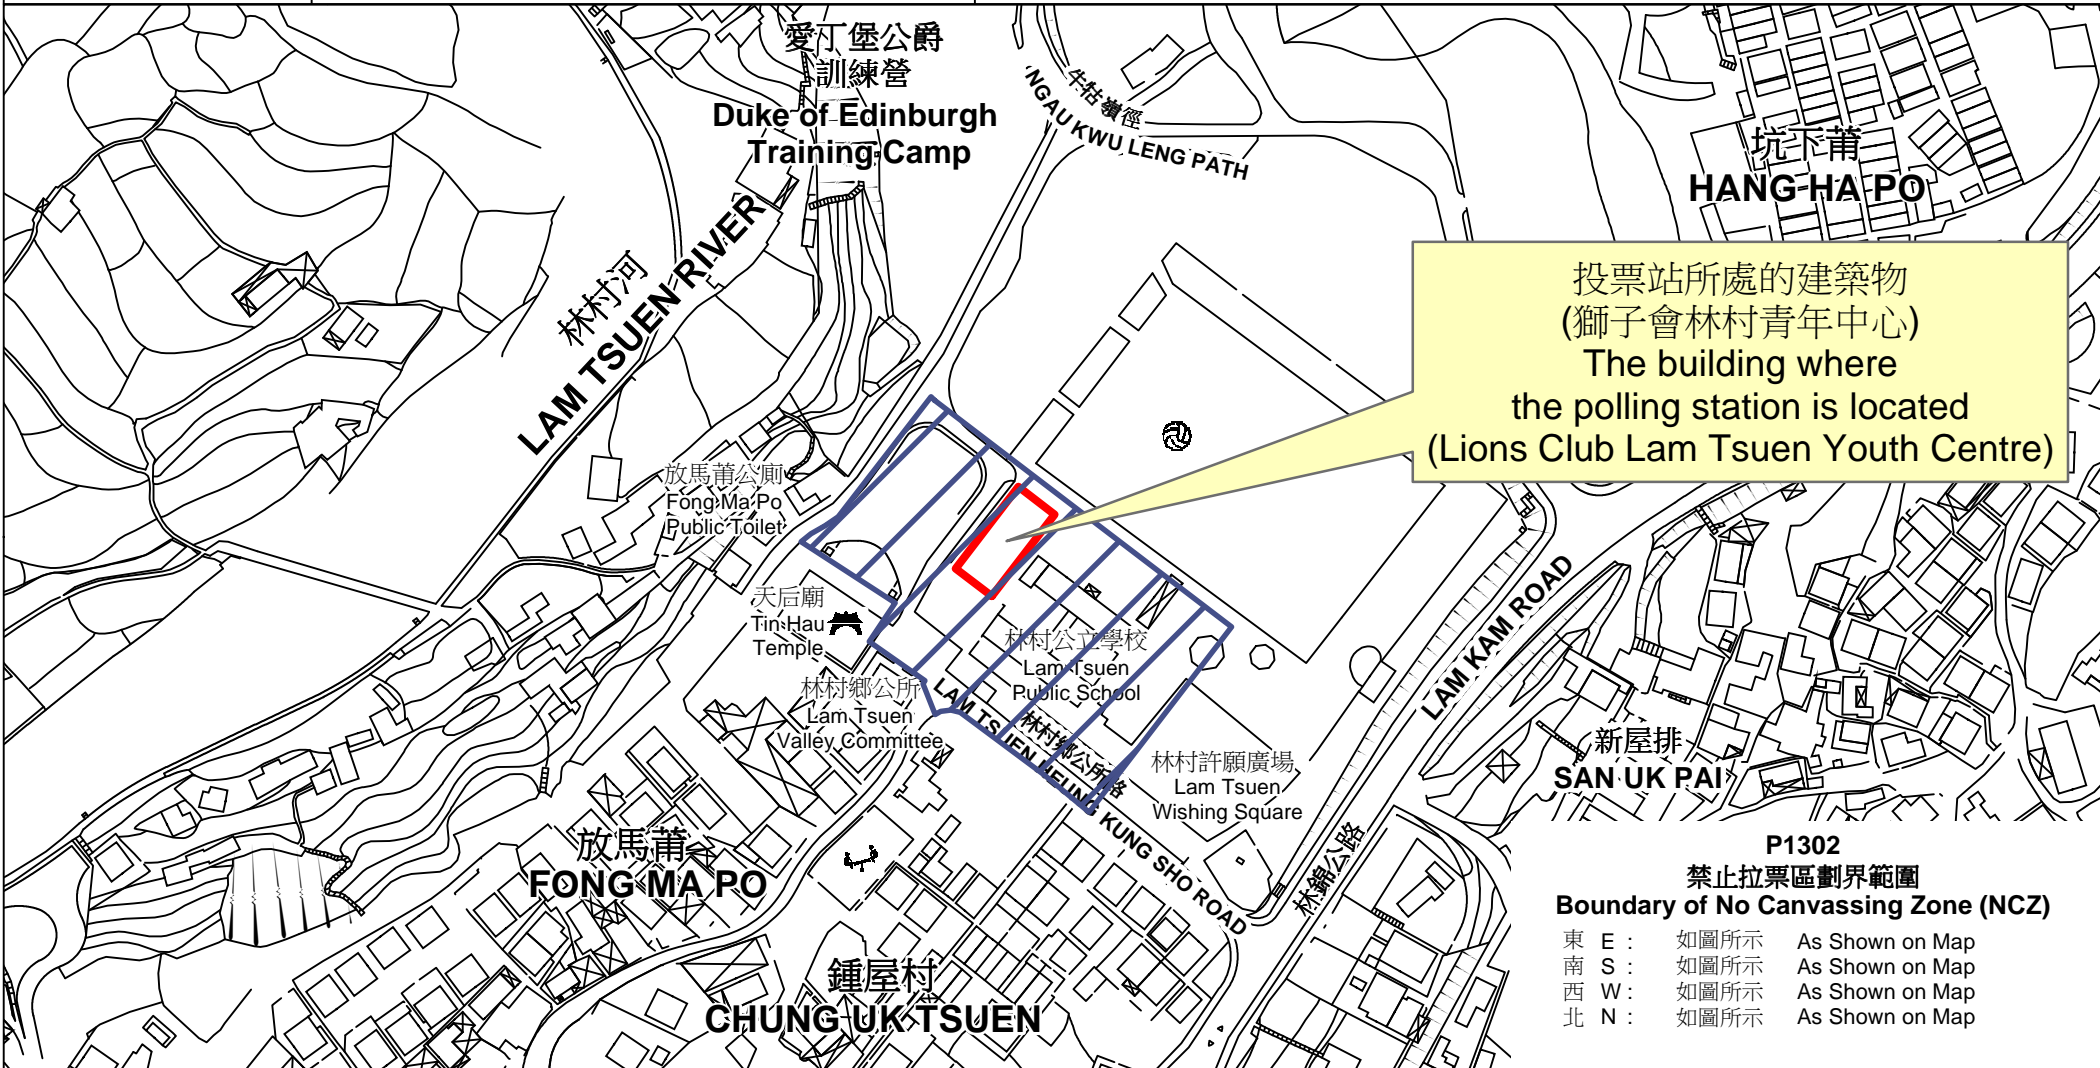 愛丁堡公爵
訓練營
Duke of Edinburgh
Training Camp
牛牯嶺徑
NGAU KWU LENG PATH
坑下莆
HANG HA PO
林村河
LAM TSUEN RIVER
投票站所處的建築物
(獅子會林村青年中心)
The building where
the polling station is located
(Lions Club Lam Tsuen Youth Centre)
放馬莆公廁
Fong Ma Po
Public Toilet
天后廟
Tin Hau
Temple
林村公立學校
Lam Tsuen
Public School
林村鄉公所
Lam Tsuen
Valley Committee
林村鄉公所路
LAM TSUEN HEUNG KUNG SHO ROAD
林村許願廣場
Lam Tsuen
Wishing Square
LAM KAM ROAD
林錦公路
新屋排
SAN UK PAI
放馬莆
FONG MA PO
鍾屋村
CHUNG UK TSUEN
P1302
禁止拉票區劃界範圍
Boundary of No Canvassing Zone (NCZ)
東 E : 如圖所示 As Shown on Map
南 S : 如圖所示 As Shown on Map
西 W : 如圖所示 As Shown on Map
北 N : 如圖所示 As Shown on Map